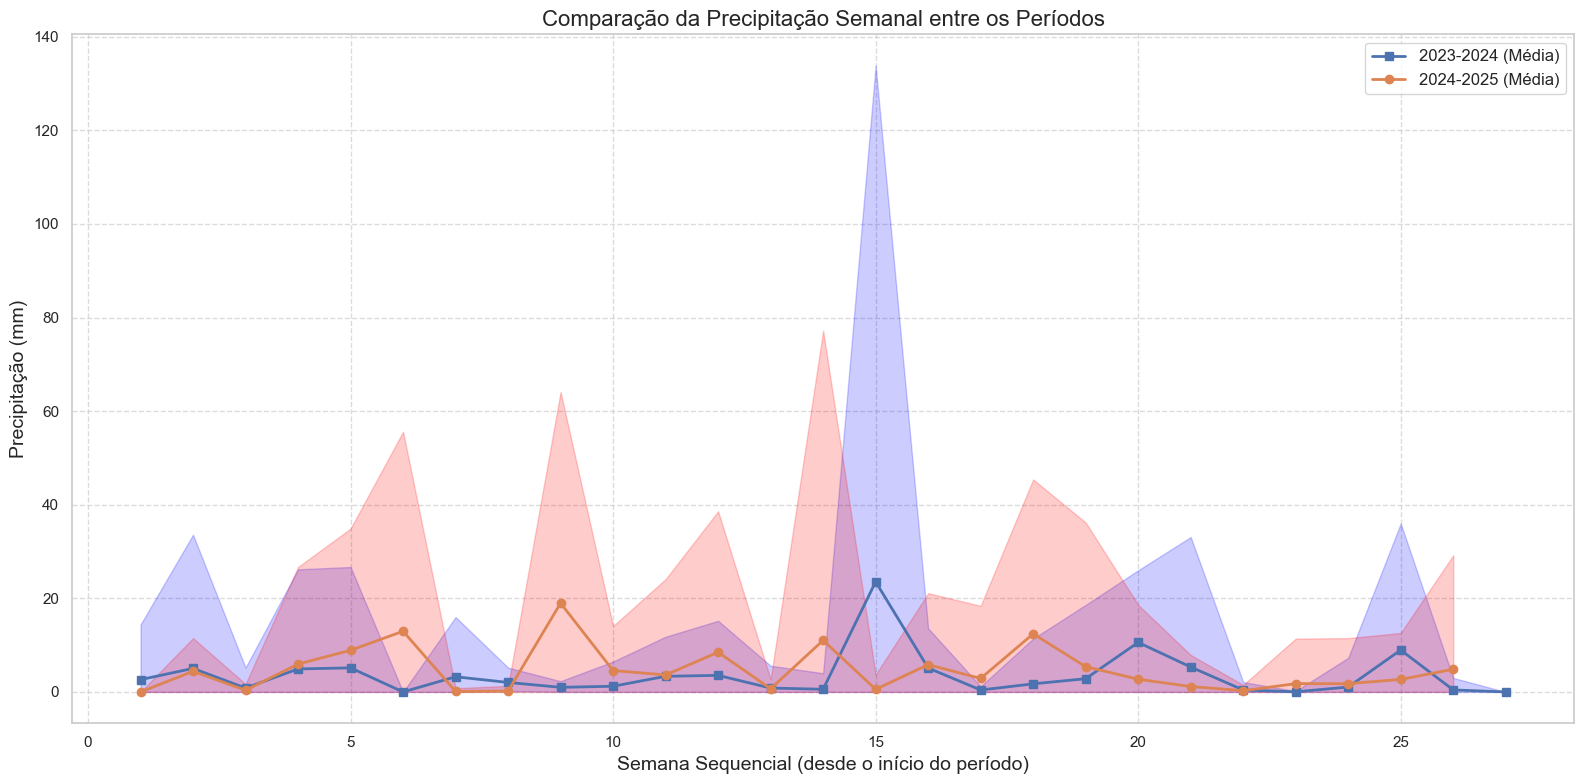 Comparação da Precipitação Semanal entre os Períodos
2023-2024 (Média)
2024-2025 (Média)
Precipitação (mm)
140
120
100
80
60
40
20
0
0 5 10 15 20 25
Semana Sequencial (desde o início do período)